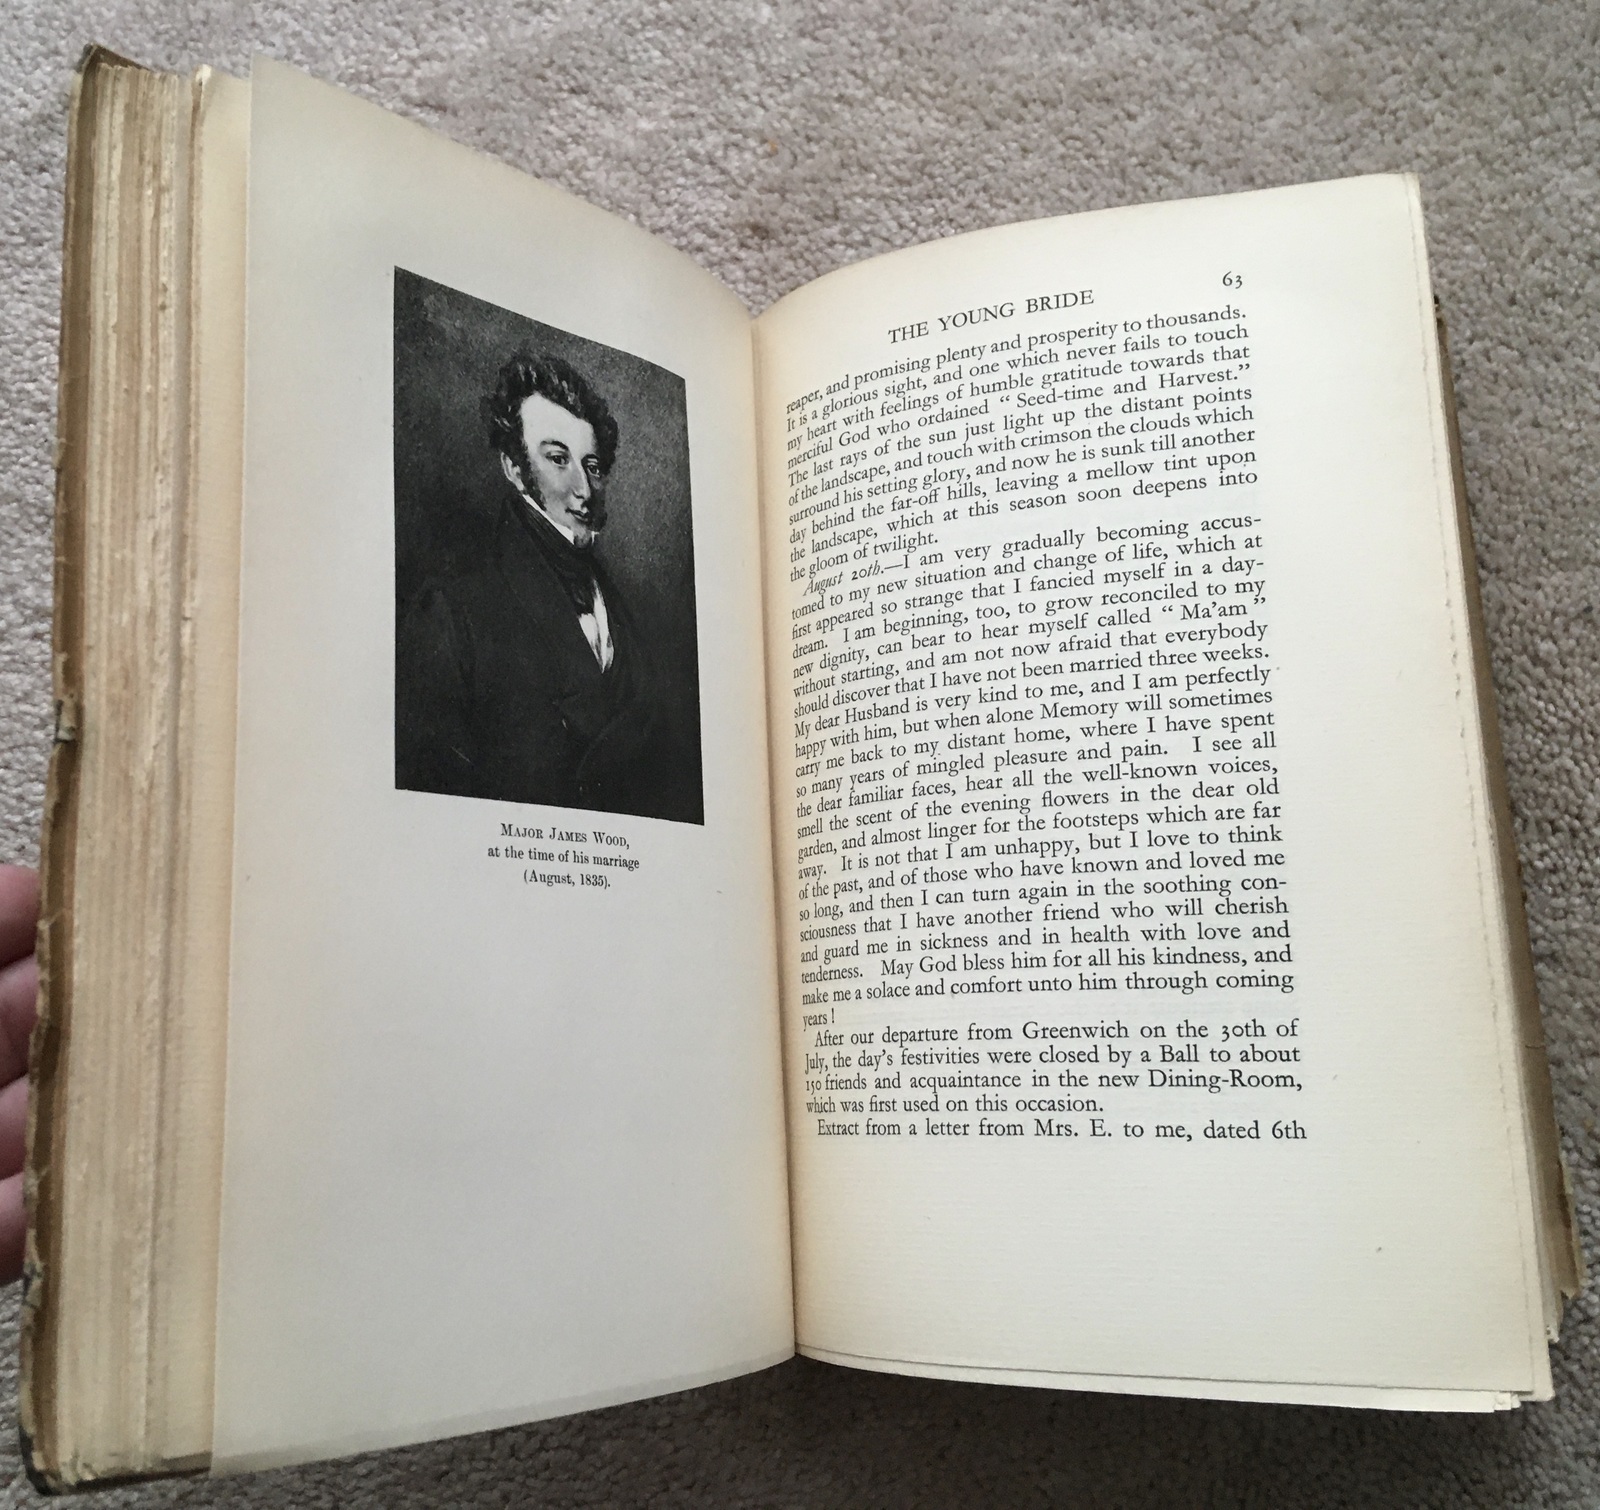 MAJOR JAMES WOOD,
at the time of his marriage
(August, 1835).
THE YOUNG BRIDE 63
reaper, and promising plenty and prosperity to thousands.
It is a glorious sight, and one which never fails to touch
my heart with feelings of humble gratitude towards that
merciful God who ordained “ Seed-time and Harvest.”
The last rays of the sun just light up the distant points
of the landscape, and touch with crimson the clouds which
surround his setting glory, and now he is sunk till another
day behind the far-off hills, leaving a mellow tint upon
the landscape, which at this season soon deepens into
the gloom of twilight.
August 20th.—I am very gradually becoming accus-
tomed to my new situation and change of life, which at
first appeared so strange that I fancied myself in a day-
dream. I am beginning, too, to grow reconciled to my
new dignity, can bear to hear myself called “ Ma’am ”
without starting, and am not now afraid that everybody
should discover that I have not been married three weeks.
My dear Husband is very kind to me, and I am perfectly
happy with him, but when alone Memory will sometimes
carry me back to my distant home, where I have spent
so many years of mingled pleasure and pain. I see all
the dear familiar faces, hear all the well-known voices,
smell the scent of the evening flowers in the dear old
garden, and almost linger for the footsteps which are far
away. It is not that I am unhappy, but I love to think
of the past, and of those who have known and loved me
so long, and then I can turn again in the soothing con-
sciousness that I have another friend who will cherish
and guard me in sickness and in health with love and
tenderness. May God bless him for all his kindness, and
make me a solace and comfort unto him through coming
years !
After our departure from Greenwich on the 30th of
July, the day’s festivities were closed by a Ball to about
150 friends and acquaintance in the new Dining-Room,
which was first used on this occasion.
Extract from a letter from Mrs. E. to me, dated 6th